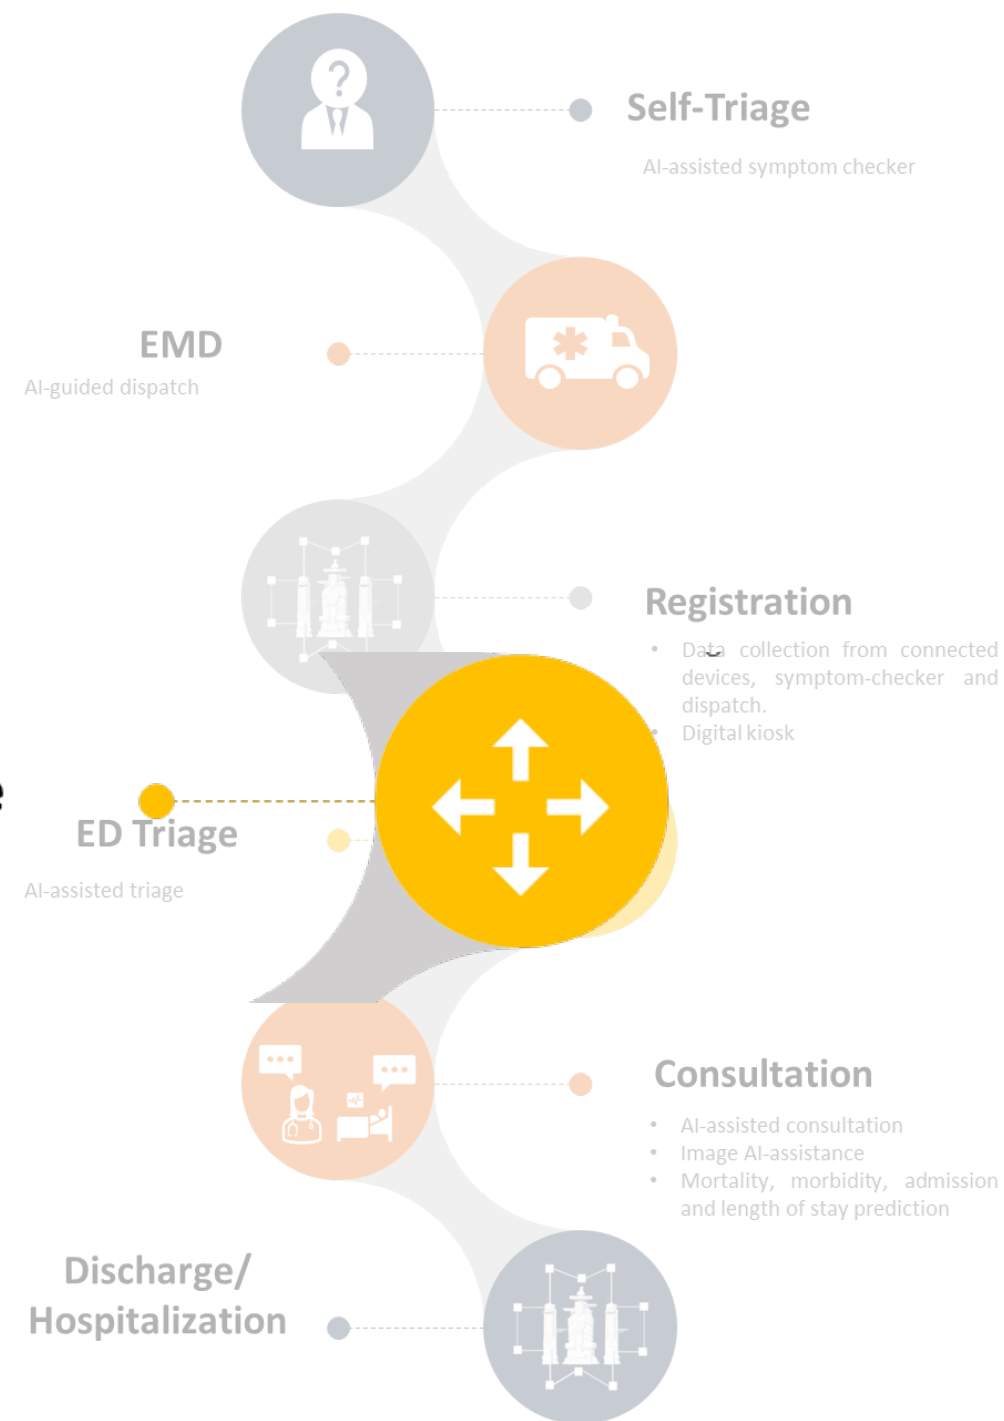 ?
Self-Triage
AI-assisted symptom checker
EMD
AI-guided dispatch
Registration
• Data collection from connected
devices, symptom-checker and
dispatch.
• Digital kiosk
e
ED Triage
AI-assisted triage
Consultation
• AI-assisted consultation
• Image AI-assistance
• Mortality, morbidity, admission
and length of stay prediction
Discharge/
Hospitalization